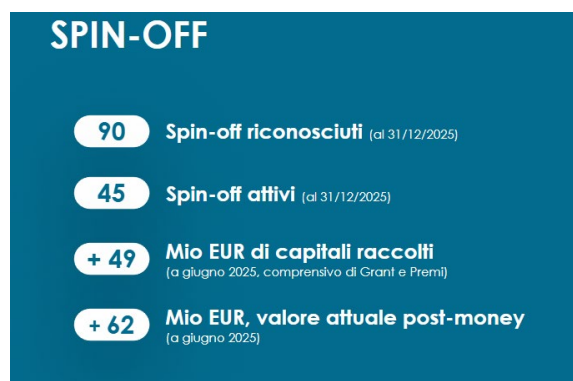 SPIN-OFF
90 Spin-off riconosciuti (al 31/12/2025)
45 Spin-off attivi (al 31/12/2025)
+ 49 Mio EUR di capitali raccolti
(a giugno 2025, comprensivo di Grant e Premi)
+ 62 Mio EUR, valore attuale post-money
(a giugno 2025)